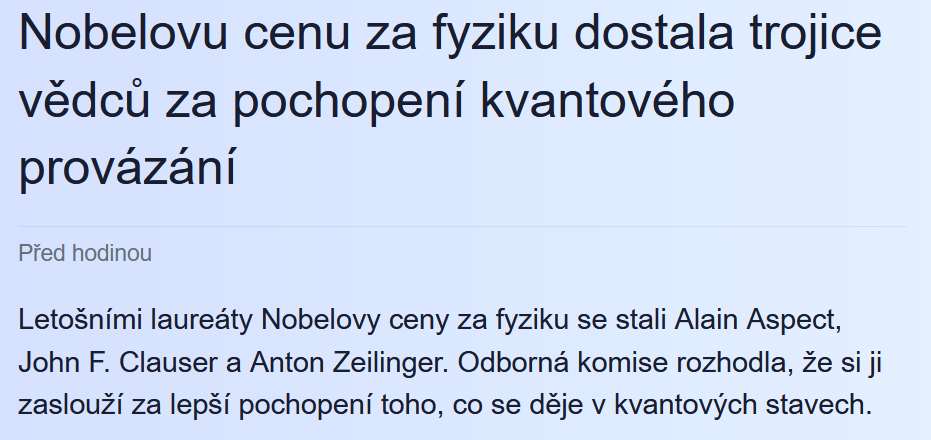 Nobelovu cenu za fyziku dostala trojice
vědců za pochopení kvantového
provázání
Před hodinou
Letošními laureáty Nobelovy ceny za fyziku se stali Alain Aspect,
John F. Clauser a Anton Zeilinger. Odborná komise rozhodla, že si ji
zaslouží za lepší pochopení toho, co se děje v kvantových stavech.